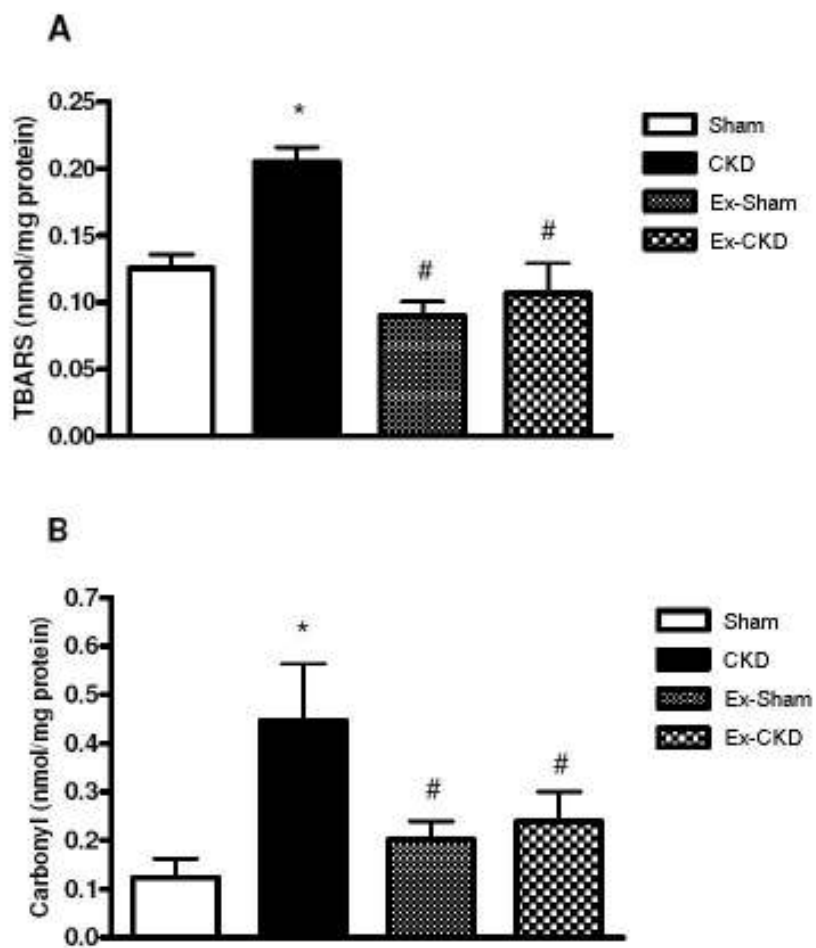 A
TBARS (nmol/mg protein)
0.25
0.20
0.15
0.10
0.05
0.00
*
#
#
Sham
CKD
Ex-Sham
Ex-CKD
B
Carbonyl (nmol/mg protein)
0.7
0.6
0.5
0.4
0.3
0.2
0.1
0.0
*
#
#
Sham
CKD
Ex-Sham
Ex-CKD